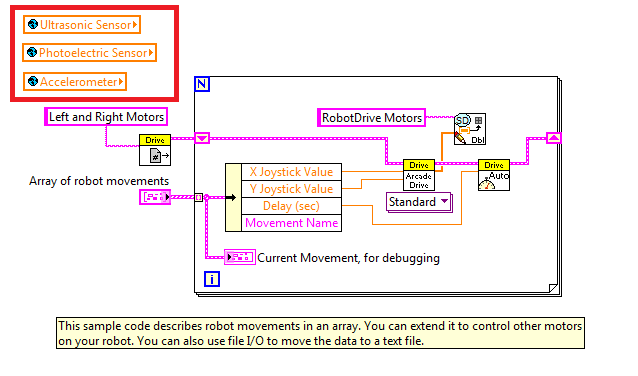 Ultrasonic Sensor
Photoelectric Sensor
Accelerometer
N
Left and Right Motors
RobotDrive Motors
Drive
#
SD
Dbl
Array of robot movements
X Joystick Value
Y Joystick Value
Delay (sec)
Movement Name
Drive
Arcade
Drive
Drive
Auto
Standard
Current Movement, for debugging
i
This sample code describes robot movements in an array. You can extend it to control other motors
on your robot. You can also use file I/O to move the data to a text file.